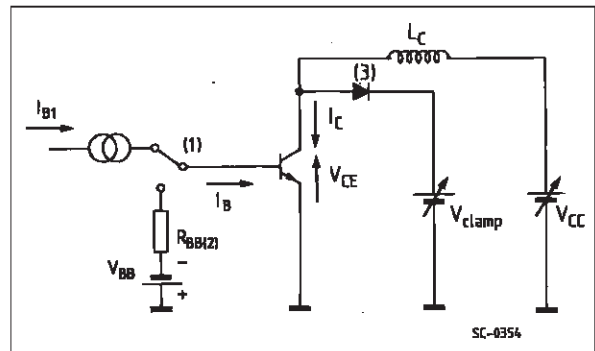 L_C
(3)
I_B1
(1)
I_C
V_CE
I_B
V_clamp
V_CC
R_BB(2)
V_BB
-
+
SC-0354